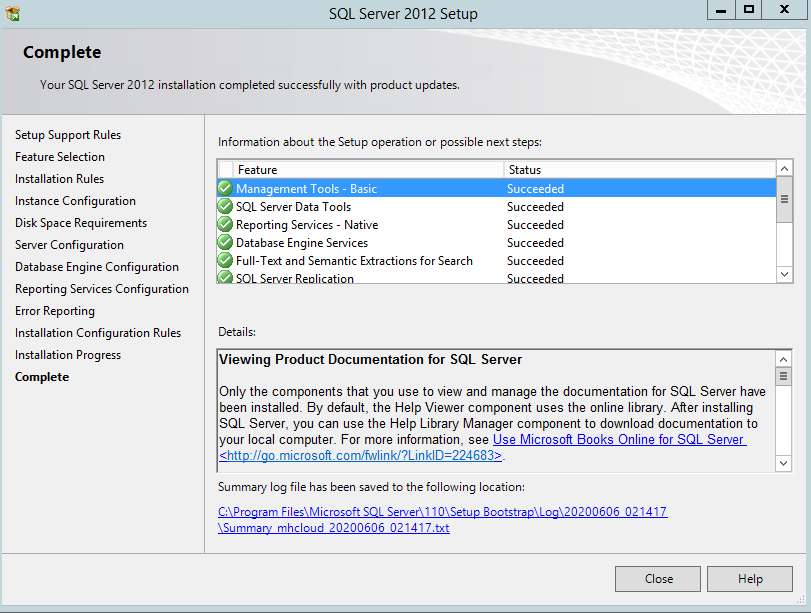 SQL Server 2012 Setup
Complete
Your SQL Server 2012 installation completed successfully with product updates.
Setup Support Rules
Feature Selection
Installation Rules
Instance Configuration
Disk Space Requirements
Server Configuration
Database Engine Configuration
Reporting Services Configuration
Error Reporting
Installation Configuration Rules
Installation Progress
Complete
Information about the Setup operation or possible next steps:
Feature Status
Management Tools - Basic Succeeded
SQL Server Data Tools Succeeded
Reporting Services - Native Succeeded
Database Engine Services Succeeded
Full-Text and Semantic Extractions for Search Succeeded
SQL Server Replication Succeeded
Details:
Viewing Product Documentation for SQL Server
Only the components that you use to view and manage the documentation for SQL Server have
been installed. By default, the Help Viewer component uses the online library. After installing
SQL Server, you can use the Help Library Manager component to download documentation to
your local computer. For more information, see Use Microsoft Books Online for SQL Server
<http://go.microsoft.com/fwlink/?LinkID=224683>.
Summary log file has been saved to the following location:
C:\Program Files\Microsoft SQL Server\110\Setup Bootstrap\Log\20200606_021417
\Summary_mhcloud_20200606_021417.txt
Close Help